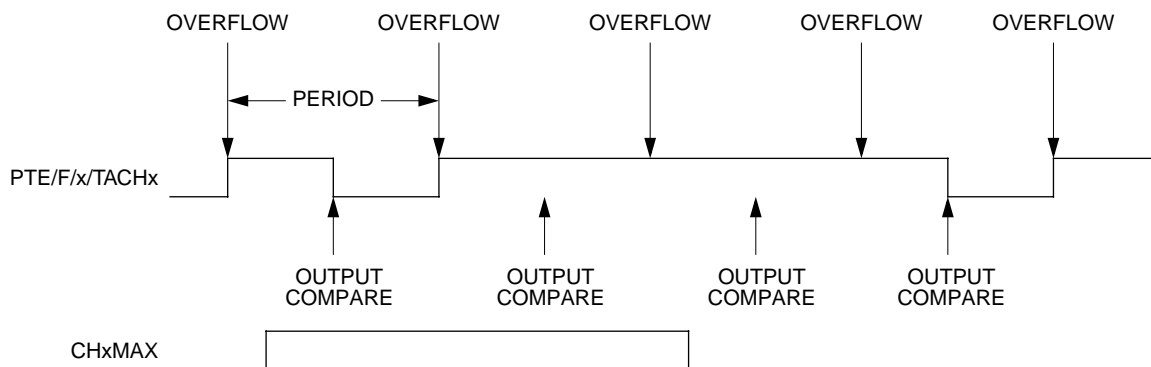 OVERFLOW OVERFLOW OVERFLOW OVERFLOW OVERFLOW
PERIOD
PTE/F/x/TACHx
OUTPUT COMPARE
OUTPUT COMPARE
OUTPUT COMPARE
OUTPUT COMPARE
CHxMAX